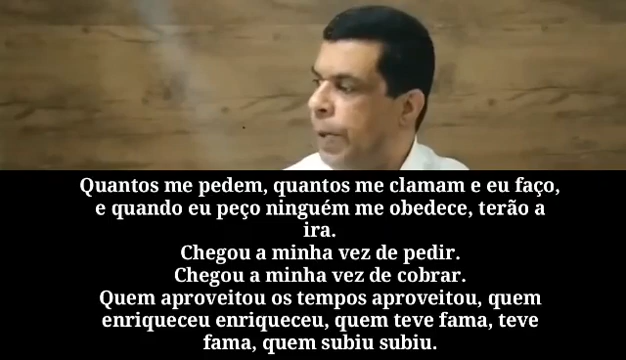 Quantos me pedem, quantos me clamam e eu faço,
e quando eu peço ninguém me obedece, terão a
ira.
Chegou a minha vez de pedir.
Chegou a minha vez de cobrar.
Quem aproveitou os tempos aproveitou, quem
enriqueceu enriqueceu, quem teve fama, teve
fama, quem subiu subiu.